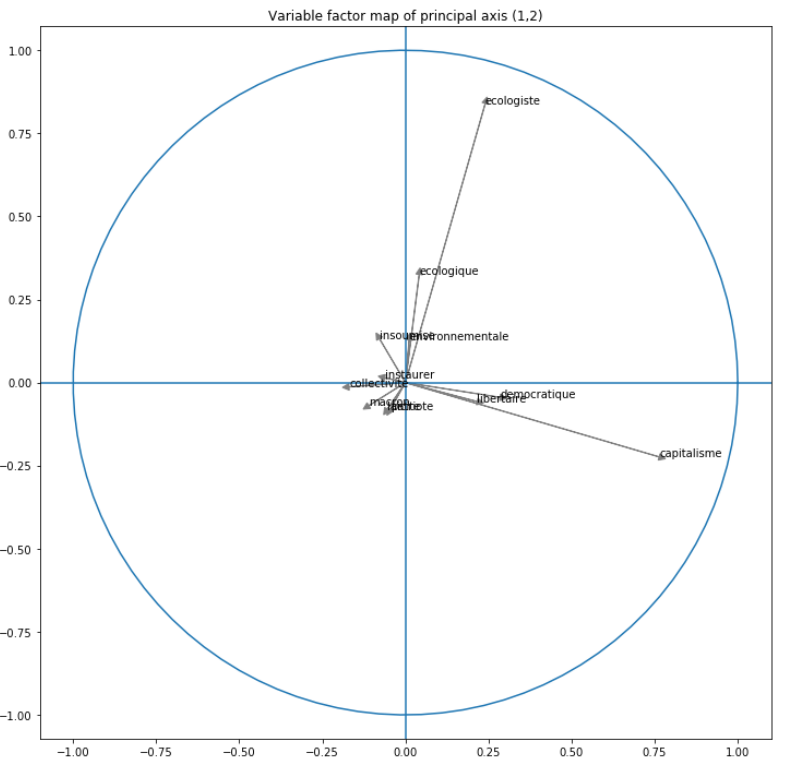 Variable factor map of principal axis (1,2)
1.00
ecologiste
0.75
0.50
ecologique
0.25
insoumise
environnementale
instaurer
0.00
collectivite
democratique
libertaire
macron
capitalisme
−0.25
−0.50
−0.75
−1.00
−1.00 −0.75 −0.50 −0.25 0.00 0.25 0.50 0.75 1.00